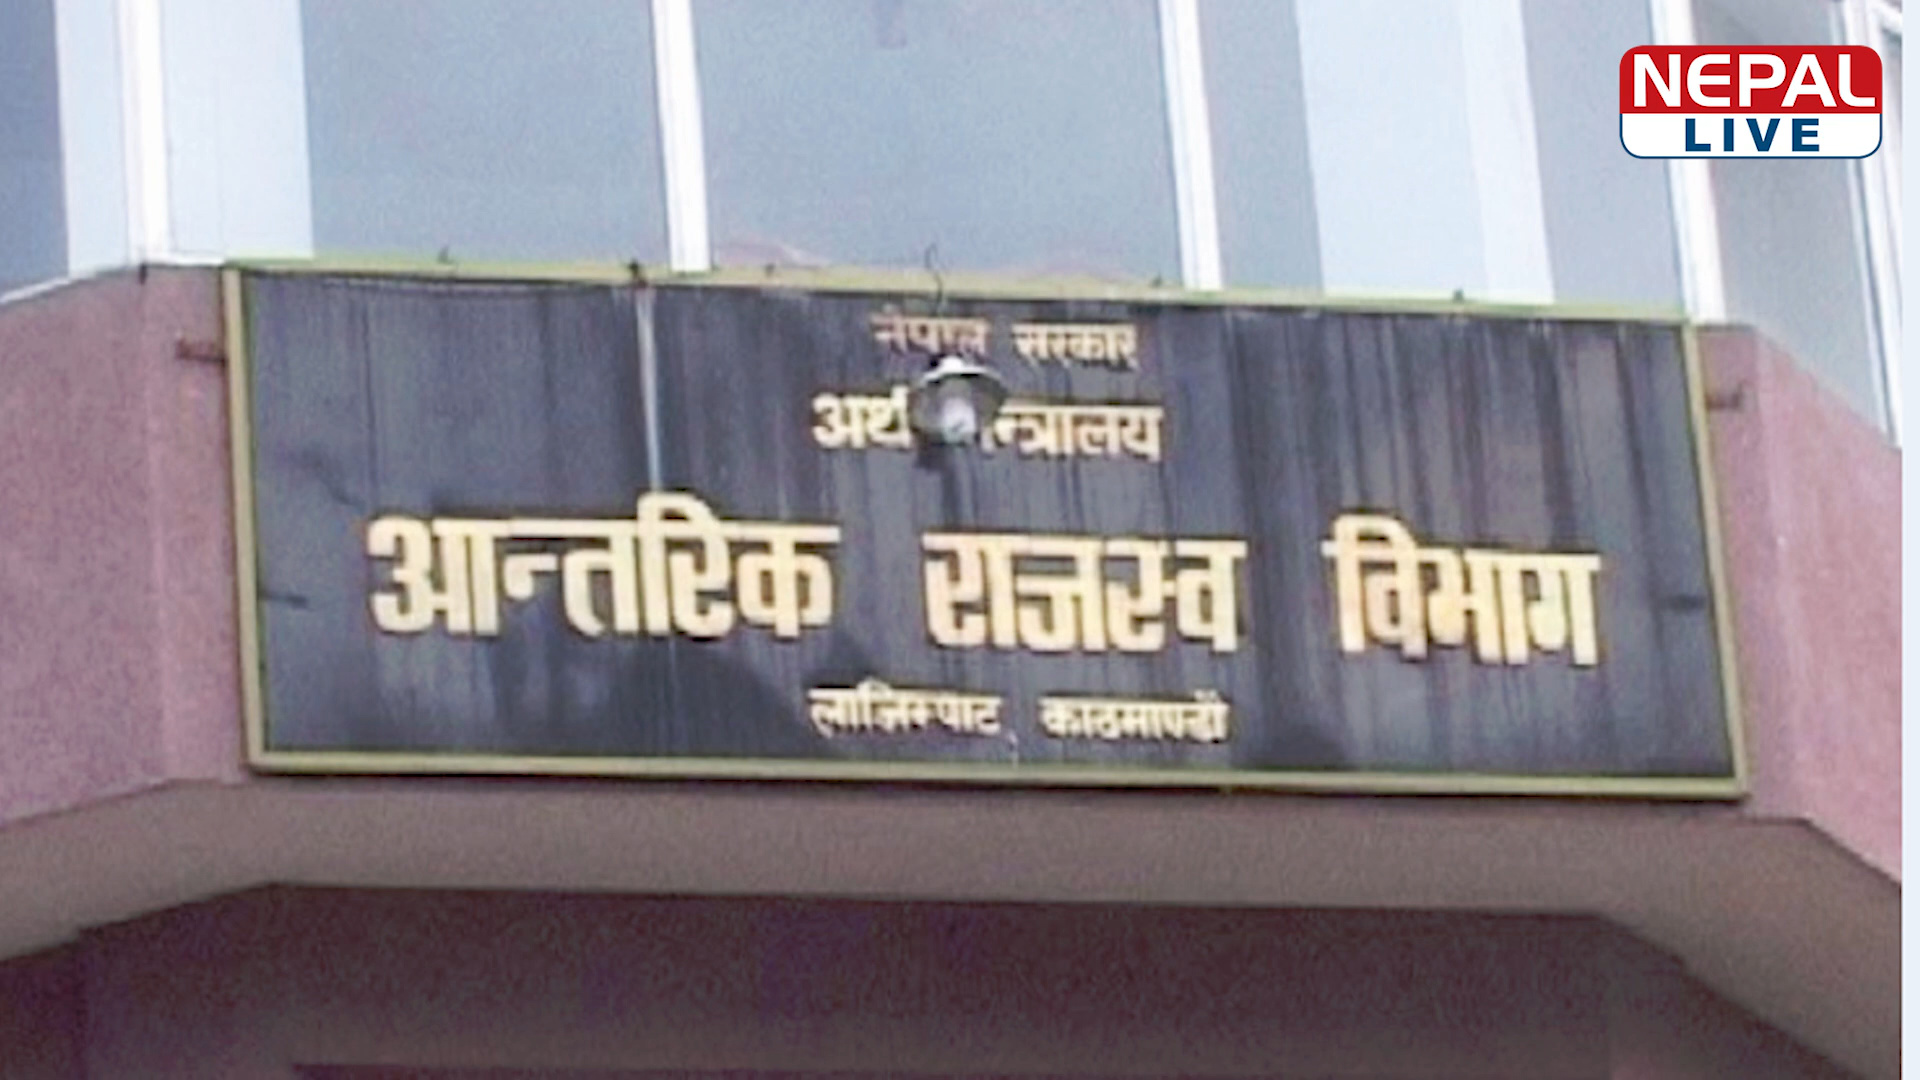 NEPAL
LIVE
नेपाल सरकार
अर्थ मन्त्रालय
आन्तरिक राजस्व विभाग
लाजिम्पाट, काठमाण्डौ